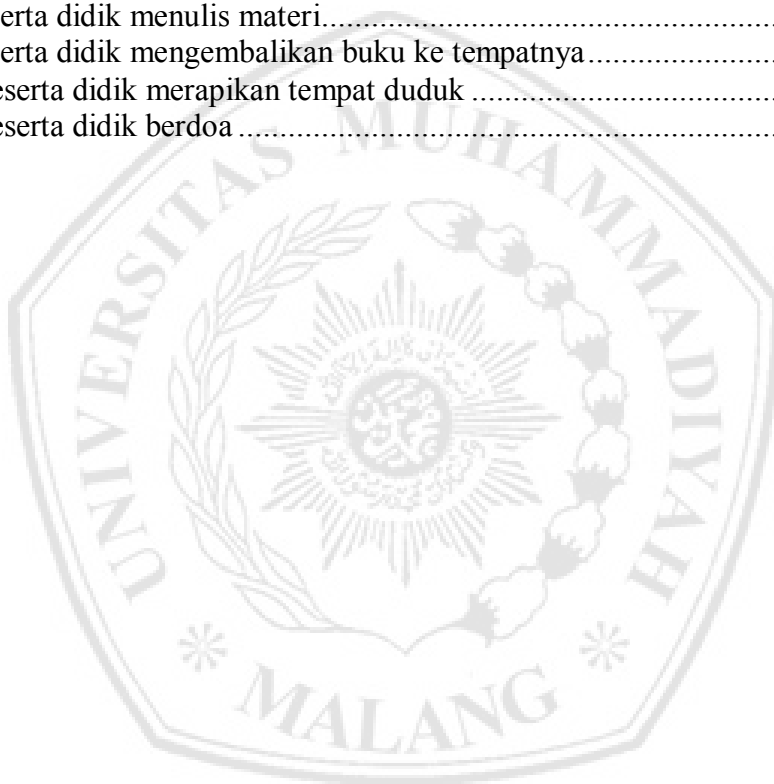 erta didik menulis materi..........................................................
erta didik mengembalikan buku ke tempatnya........................
eserta didik merapikan tempat duduk ......................................
eserta didik berdoa ...................................................................
UNIVERSITAS MUHAMMADIYAH
* MALANG *